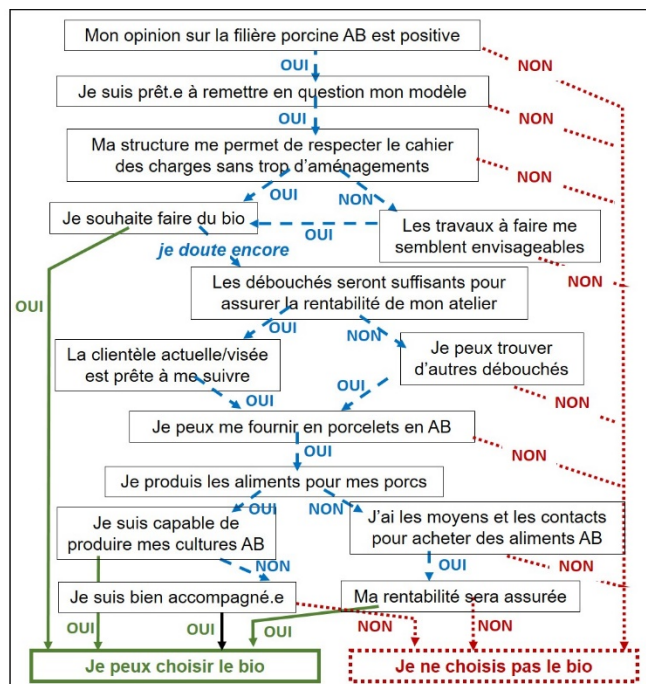 Mon opinion sur la filière porcine AB est positive
OUI
NON
Je suis prêt.e à remettre en question mon modèle
OUI
NON
Ma structure me permet de respecter le cahier
des charges sans trop d'aménagements
OUI
NON
NON
Je souhaite faire du bio
OUI
Les travaux à faire me
semblent envisageables
je doute encore
NON
OUI
Les débouchés seront suffisants pour
assurer la rentabilité de mon atelier
OUI
NON
La clientèle actuelle/visée
est prête à me suivre
Je peux trouver
d'autres débouchés
OUI
OUI
NON
Je peux me fournir en porcelets en AB
OUI
NON
Je produis les aliments pour mes porcs
OUI
NON
Je suis capable de
produire mes cultures AB
J'ai les moyens et les contacts
pour acheter des aliments AB
NON
OUI
NON
Je suis bien accompagné.e
Ma rentabilité sera assurée
OUI
OUI
OUI
NON
NON
Je peux choisir le bio
Je ne choisis pas le bio